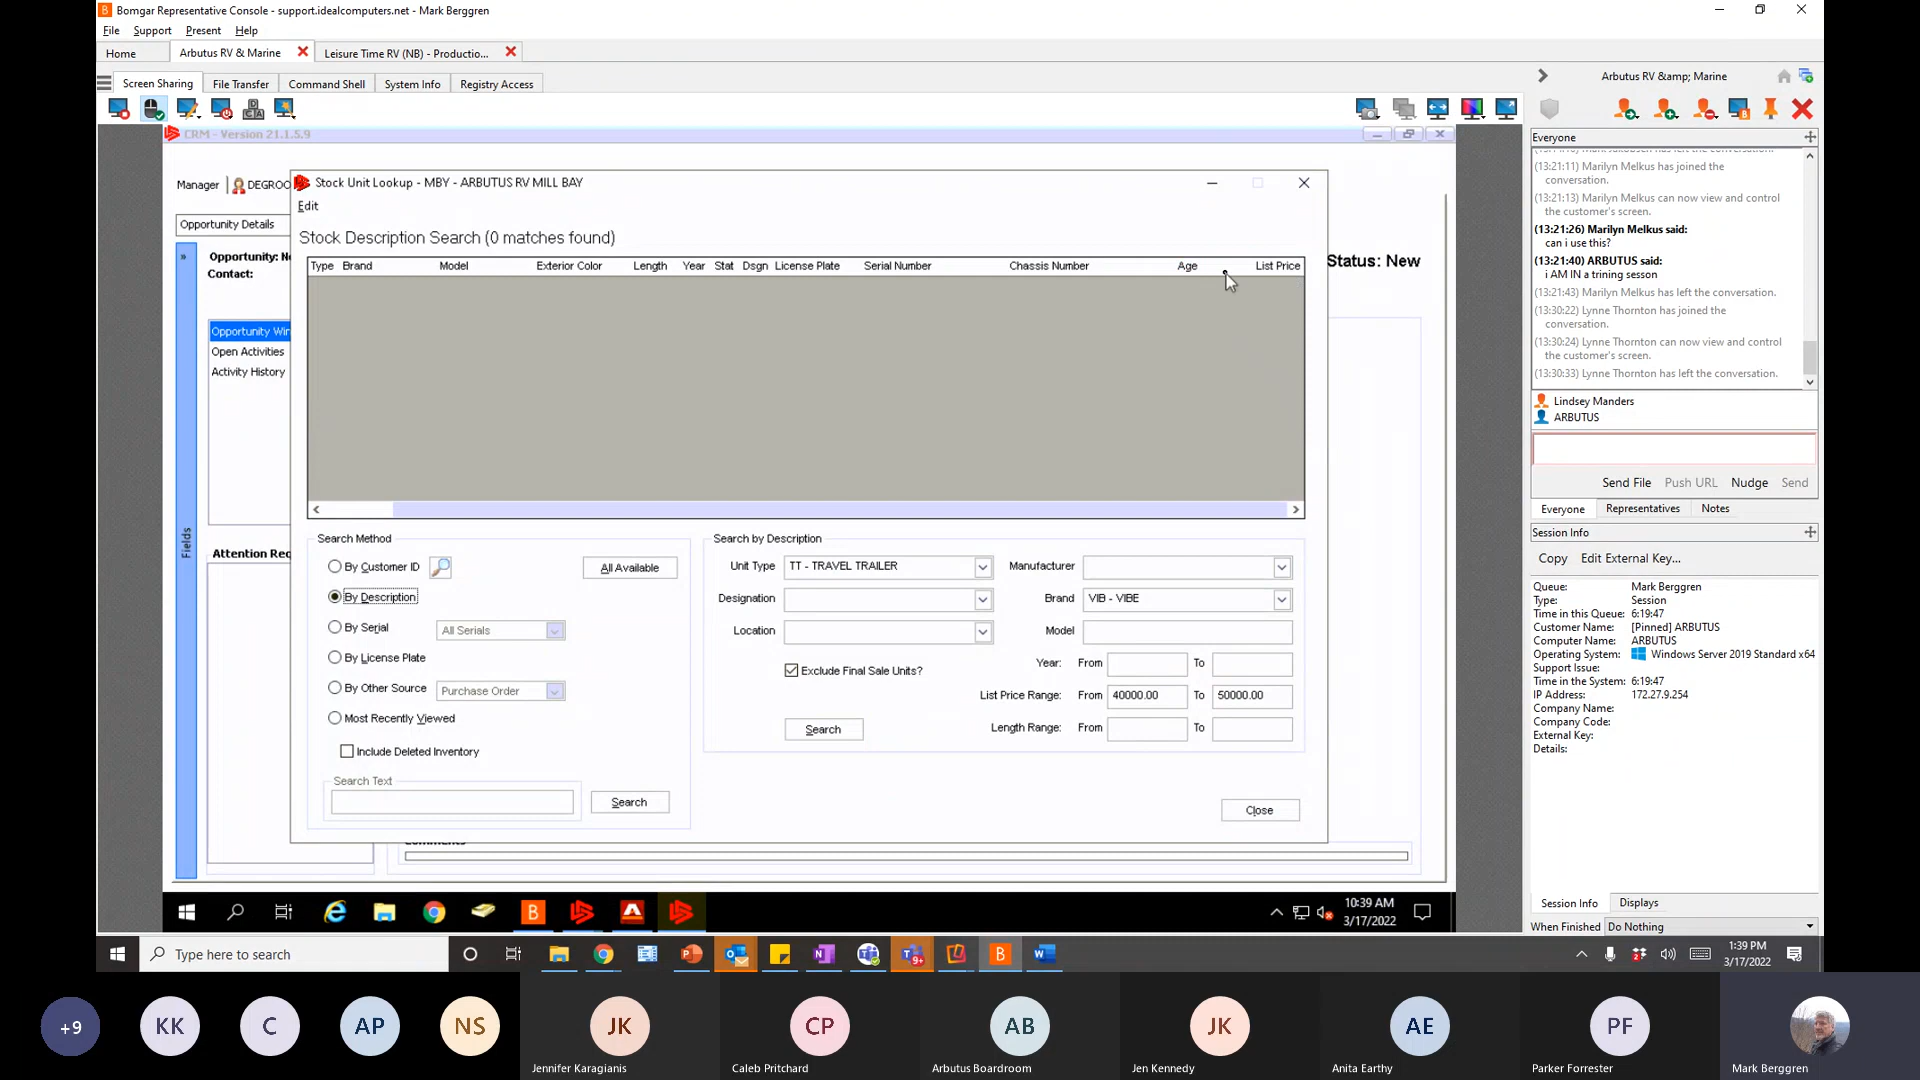 Bomgar Representative Console - support.idealcomputers.net - Mark Berggren
File Support Present Help
Home Arbutus RV & Marine Leisure Time RV (NB) - Productio...
Screen Sharing File Transfer Command Shell System Info Registry Access
Arbutus RV &amp; Marine
CRM - Version 21.1.5.9
Everyone
Manager DEGROO
Stock Unit Lookup - MBY - ARBUTUS RV MILL BAY
Edit
Opportunity Details
Stock Description Search (0 matches found)
Opportunity: N
Contact:
Status: New
Type Brand Model Exterior Color Length Year Stat Dsgn License Plate Serial Number Chassis Number Age List Price
Opportunity Win
Open Activities
Activity History
Fields
Attention Req
Search Method
By Customer ID
All Available
By Description
By Serial
All Serials
By License Plate
By Other Source
Purchase Order
Most Recently Viewed
Include Deleted Inventory
Search Text
Search
Search by Description
Unit Type TT - TRAVEL TRAILER Manufacturer
Designation Brand VIB - VIBE
Location Model
Exclude Final Sale Units? Year: From To
List Price Range: From 40000.00 To 50000.00
Search Length Range: From To
Close
Comments
(13:21:11) Marilyn Melkus has joined the
conversation.
(13:21:13) Marilyn Melkus can now view and control
the customer's screen.
(13:21:26) Marilyn Melkus said:
can i use this?
(13:21:40) ARBUTUS said:
i AM IN a trining sesson
(13:21:43) Marilyn Melkus has left the conversation.
(13:30:22) Lynne Thornton has joined the
conversation.
(13:30:24) Lynne Thornton can now view and control
the customer's screen.
(13:30:33) Lynne Thornton has left the conversation.
Lindsey Manders
ARBUTUS
Send File Push URL Nudge Send
Everyone Representatives Notes
Session Info
Copy Edit External Key...
Queue: Mark Berggren
Type: Session
Time in this Queue: 6:19:47
Customer Name: [Pinned] ARBUTUS
Computer Name: ARBUTUS
Operating System: Windows Server 2019 Standard x64
Support Issue:
Time in the System: 6:19:47
IP Address: 172.27.9.254
Company Name:
Company Code:
External Key:
Details:
Session Info Displays
When Finished Do Nothing
10:39 AM
3/17/2022
Type here to search
9+
1:39 PM
3/17/2022
+9 KK C AP NS JK CP AB JK AE PF
Jennifer Karagianis Caleb Pritchard Arbutus Boardroom Jen Kennedy Anita Earthy Parker Forrester Mark Berggren